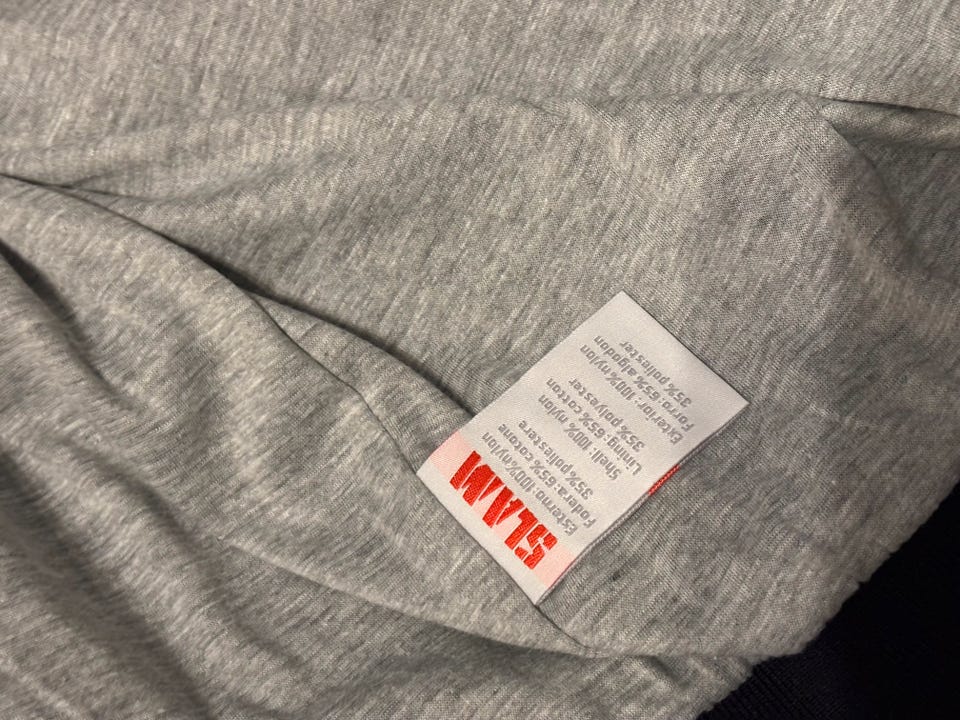 SLAM
Esterno: 100% nylon
Fodera: 65% cotone
35% poliestere
Shell: 100% nylon
Lining: 65% cotton
35% polyester
Exterior: 100% nylon
Forro: 65% algodon
35% poliester